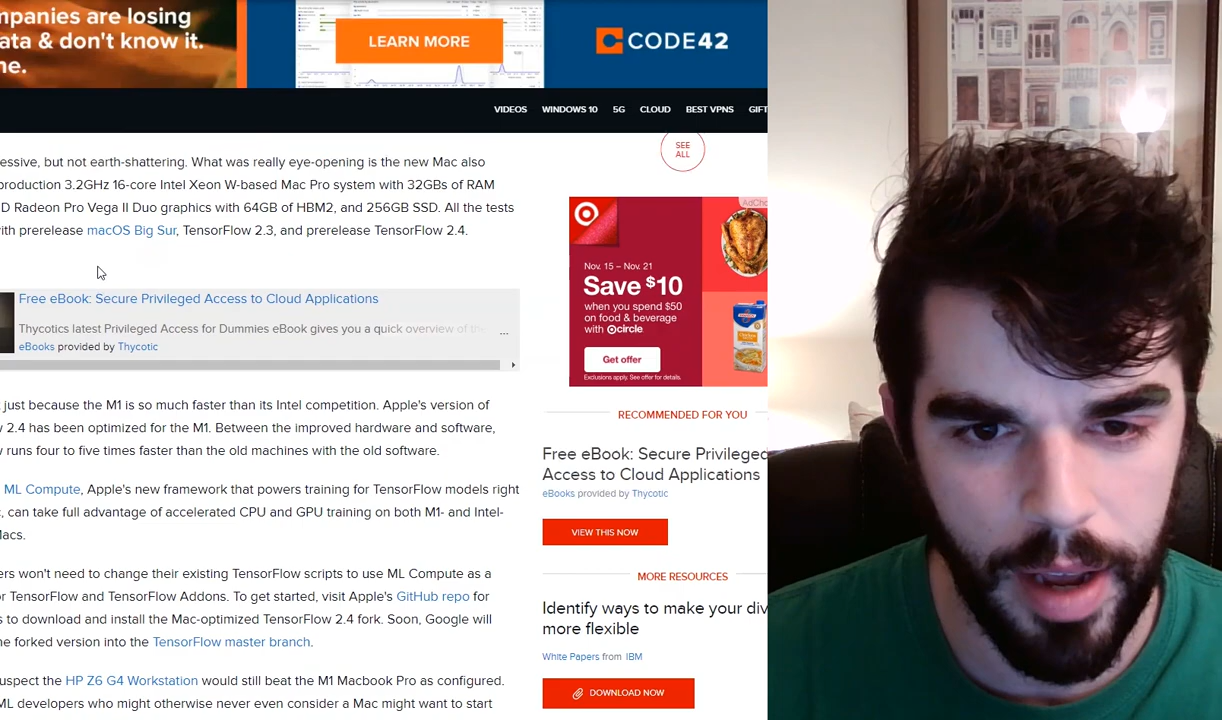 mpanies are losing
ata & don't know it.
ne.
LEARN MORE
CODE42
VIDEOS WINDOWS 10 5G CLOUD BEST VPNS GIFT
essive, but not earth-shattering. What was really eye-opening is the new Mac also
production 3.2GHz 16-core Intel Xeon W-based Mac Pro system with 32GBs of RAM
D Radeon Pro Vega II Duo graphics with 64GB of HBM2, and 256GB SSD. All the tests
vith prerelease macOS Big Sur, TensorFlow 2.3, and prerelease TensorFlow 2.4.
Free eBook: Secure Privileged Access to Cloud Applications
Thycotics latest Privileged Access for Dummies eBook gives you a quick overview of the
...
eBooks provided by Thycotic
t just because the M1 is so much faster than its Intel competition. Apple's version of
w 2.4 has been optimized for the M1. Between the improved hardware and software,
w runs four to five times faster than the old machines with the old software.
ML Compute, Apple's new framework that powers training for TensorFlow models right
c, can take full advantage of accelerated CPU and GPU training on both M1- and Intel-
Macs.
ers won't need to change their existing TensorFlow scripts to use ML Compute as a
or TensorFlow and TensorFlow Addons. To get started, visit Apple's GitHub repo for
s to download and install the Mac-optimized TensorFlow 2.4 fork. Soon, Google will
he forked version into the TensorFlow master branch.
uspect the HP Z6 G4 Workstation would still beat the M1 Macbook Pro as configured.
ML developers who might otherwise never even consider a Mac might want to start
SEE
ALL
AdCho
Nov. 15 – Nov. 21
Save $10
when you spend $50
on food & beverage
with circle
Get offer
Exclusions apply. See offer for details.
RECOMMENDED FOR YOU
Free eBook: Secure Privileged
Access to Cloud Applications
eBooks provided by Thycotic
VIEW THIS NOW
MORE RESOURCES
Identify ways to make your div
more flexible
White Papers from IBM
DOWNLOAD NOW